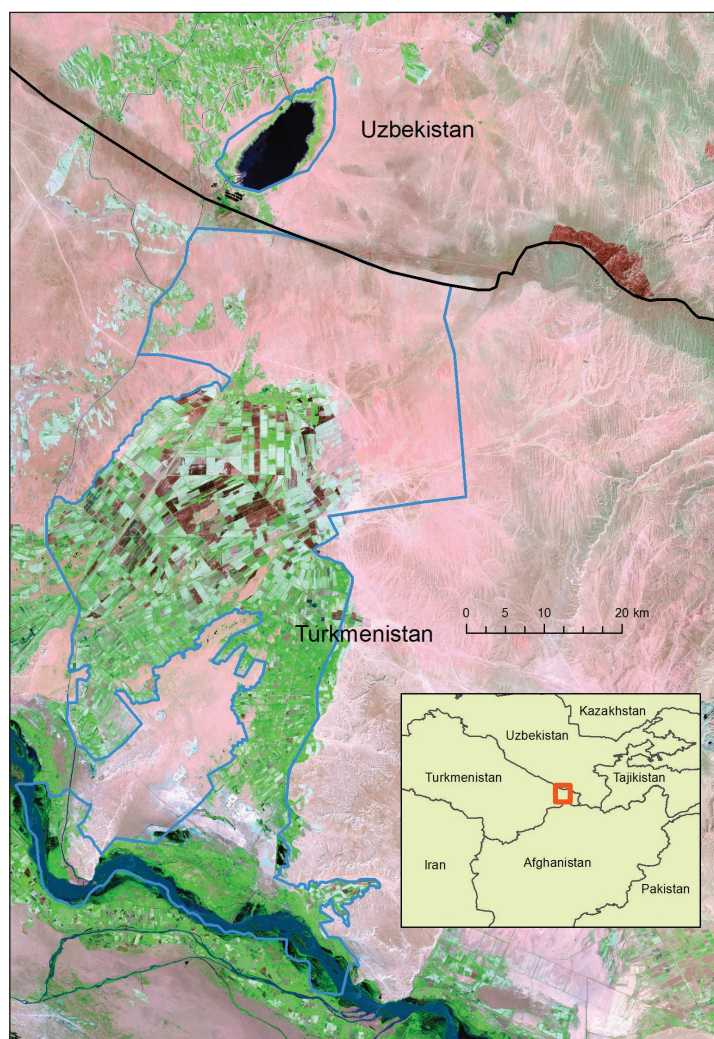 Uzbekistan
Turkmenistan
0 5 10 20 km
Kazakhstan
Uzbekistan
Turkmenistan
Tajikistan
Iran
Afghanistan
Pakistan